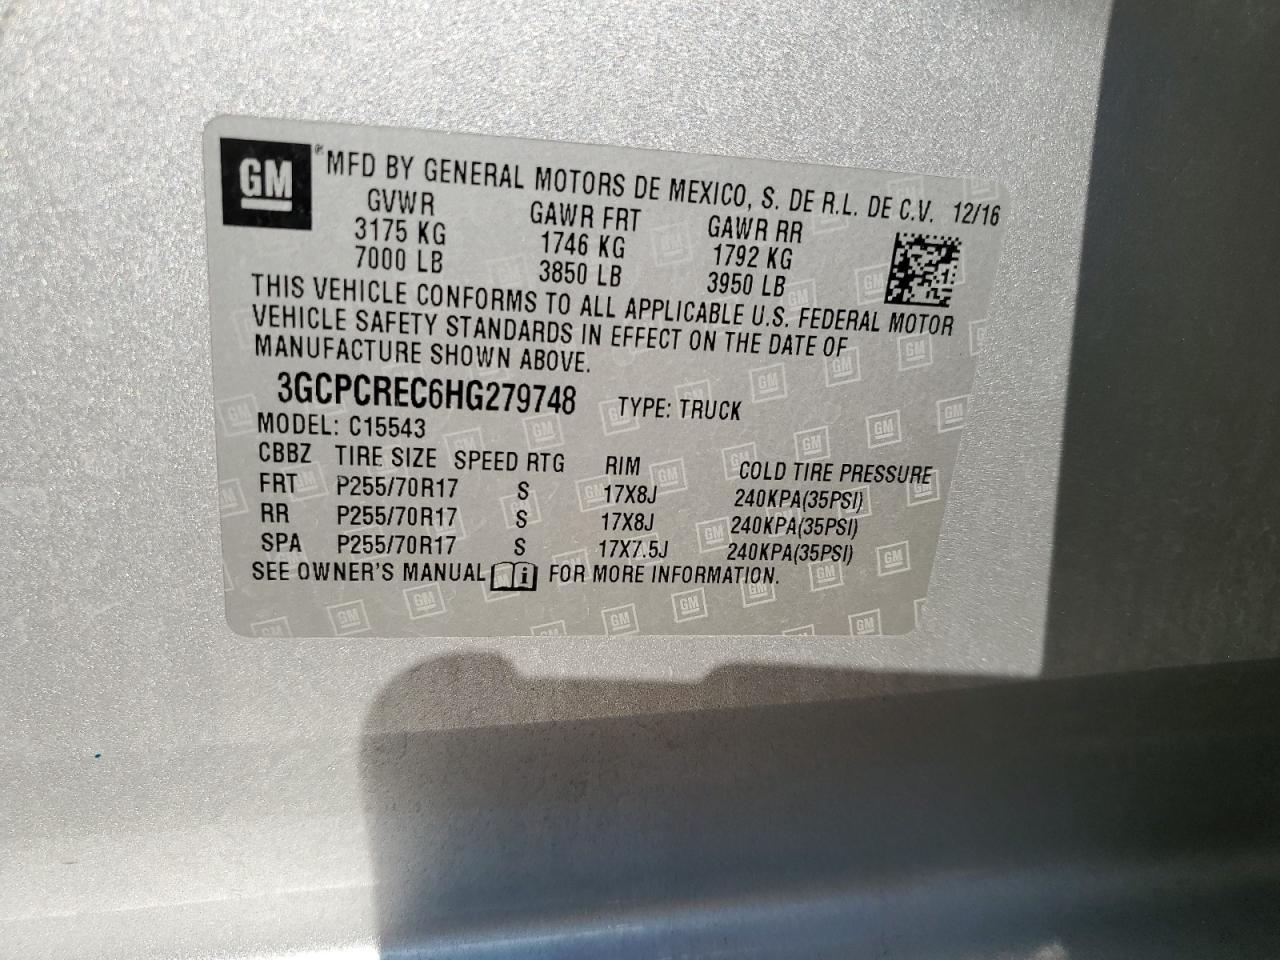 GM ® MFD BY GENERAL MOTORS DE MEXICO, S. DE R.L. DE C.V. 12/16
GVWR GAWR FRT GAWR RR
3175 KG 1746 KG 1792 KG
7000 LB 3850 LB 3950 LB
THIS VEHICLE CONFORMS TO ALL APPLICABLE U.S. FEDERAL MOTOR
VEHICLE SAFETY STANDARDS IN EFFECT ON THE DATE OF
MANUFACTURE SHOWN ABOVE.
3GCPCREC6HG279748 TYPE: TRUCK
MODEL: C15543
CBBZ TIRE SIZE SPEED RTG RIM COLD TIRE PRESSURE
FRT P255/70R17 S 17X8J 240KPA(35PSI)
RR P255/70R17 S 17X8J 240KPA(35PSI)
SPA P255/70R17 S 17X7.5J 240KPA(35PSI)
SEE OWNER'S MANUAL i FOR MORE INFORMATION.